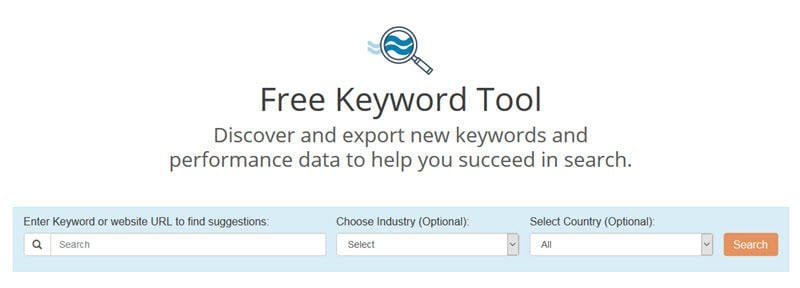 Free Keyword Tool
Discover and export new keywords and
performance data to help you succeed in search.
Enter Keyword or website URL to find suggestions: Choose Industry (Optional): Select Country (Optional):
Search Select All Search